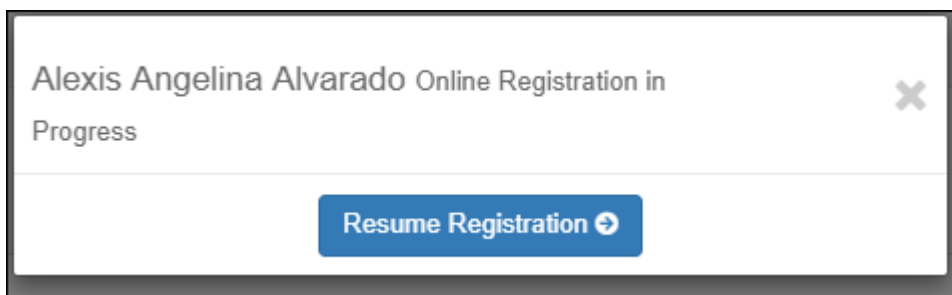 Alexis Angelina Alvarado Online Registration in
Progress
Resume Registration